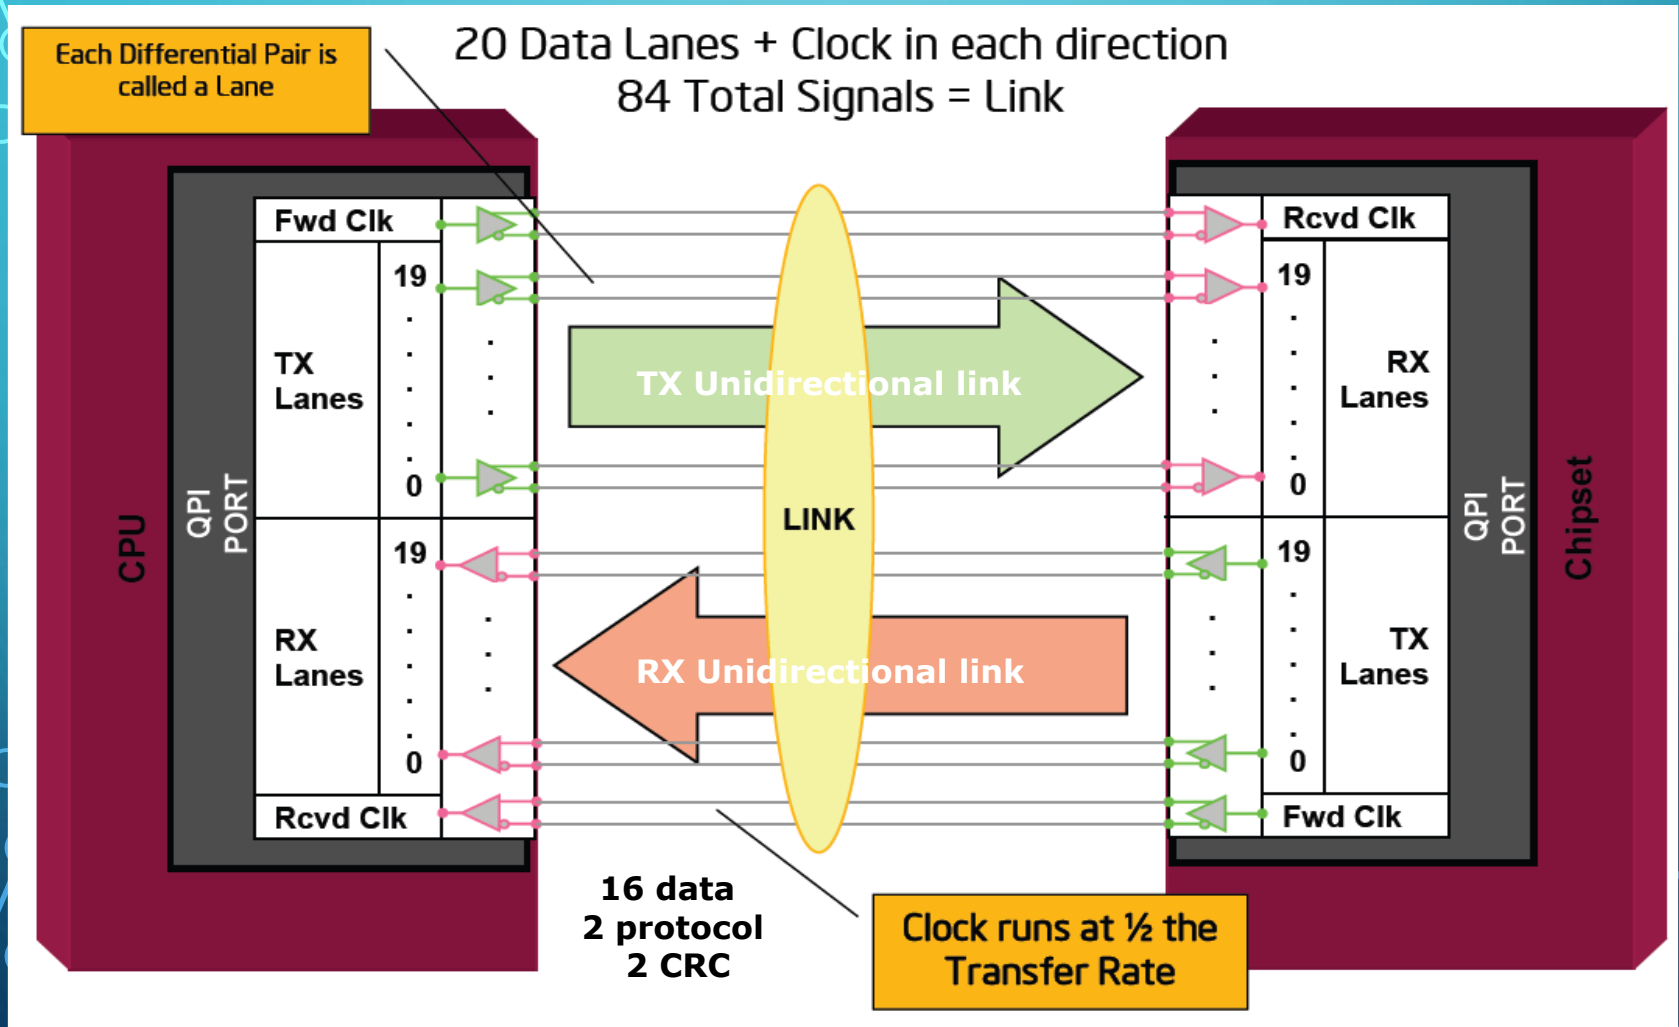 20 Data Lanes + Clock in each direction
84 Total Signals = Link
Each Differential Pair is
called a Lane
CPU
QPI
PORT
Fwd Clk
TX
Lanes
19
0
RX
Lanes
19
0
Rcvd Clk
TX Unidirectional link
LINK
RX Unidirectional link
Rcvd Clk
19
0
RX
Lanes
19
0
TX
Lanes
Fwd Clk
QPI
PORT
Chipset
16 data
2 protocol
2 CRC
Clock runs at ½ the
Transfer Rate